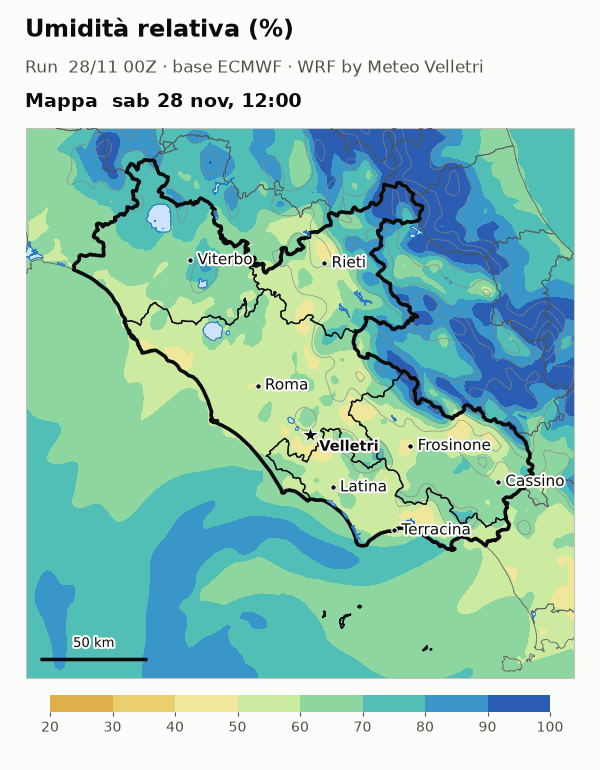 Umidità relativa (%)
Run  28/11 00Z · base ECMWF · WRF by Meteo Velletri
Mappa  sab 28 nov, 12:00
Viterbo
Rieti
Roma
Velletri
Frosinone
Cassino
Latina
Terracina
50 km
20 30 40 50 60 70 80 90 100